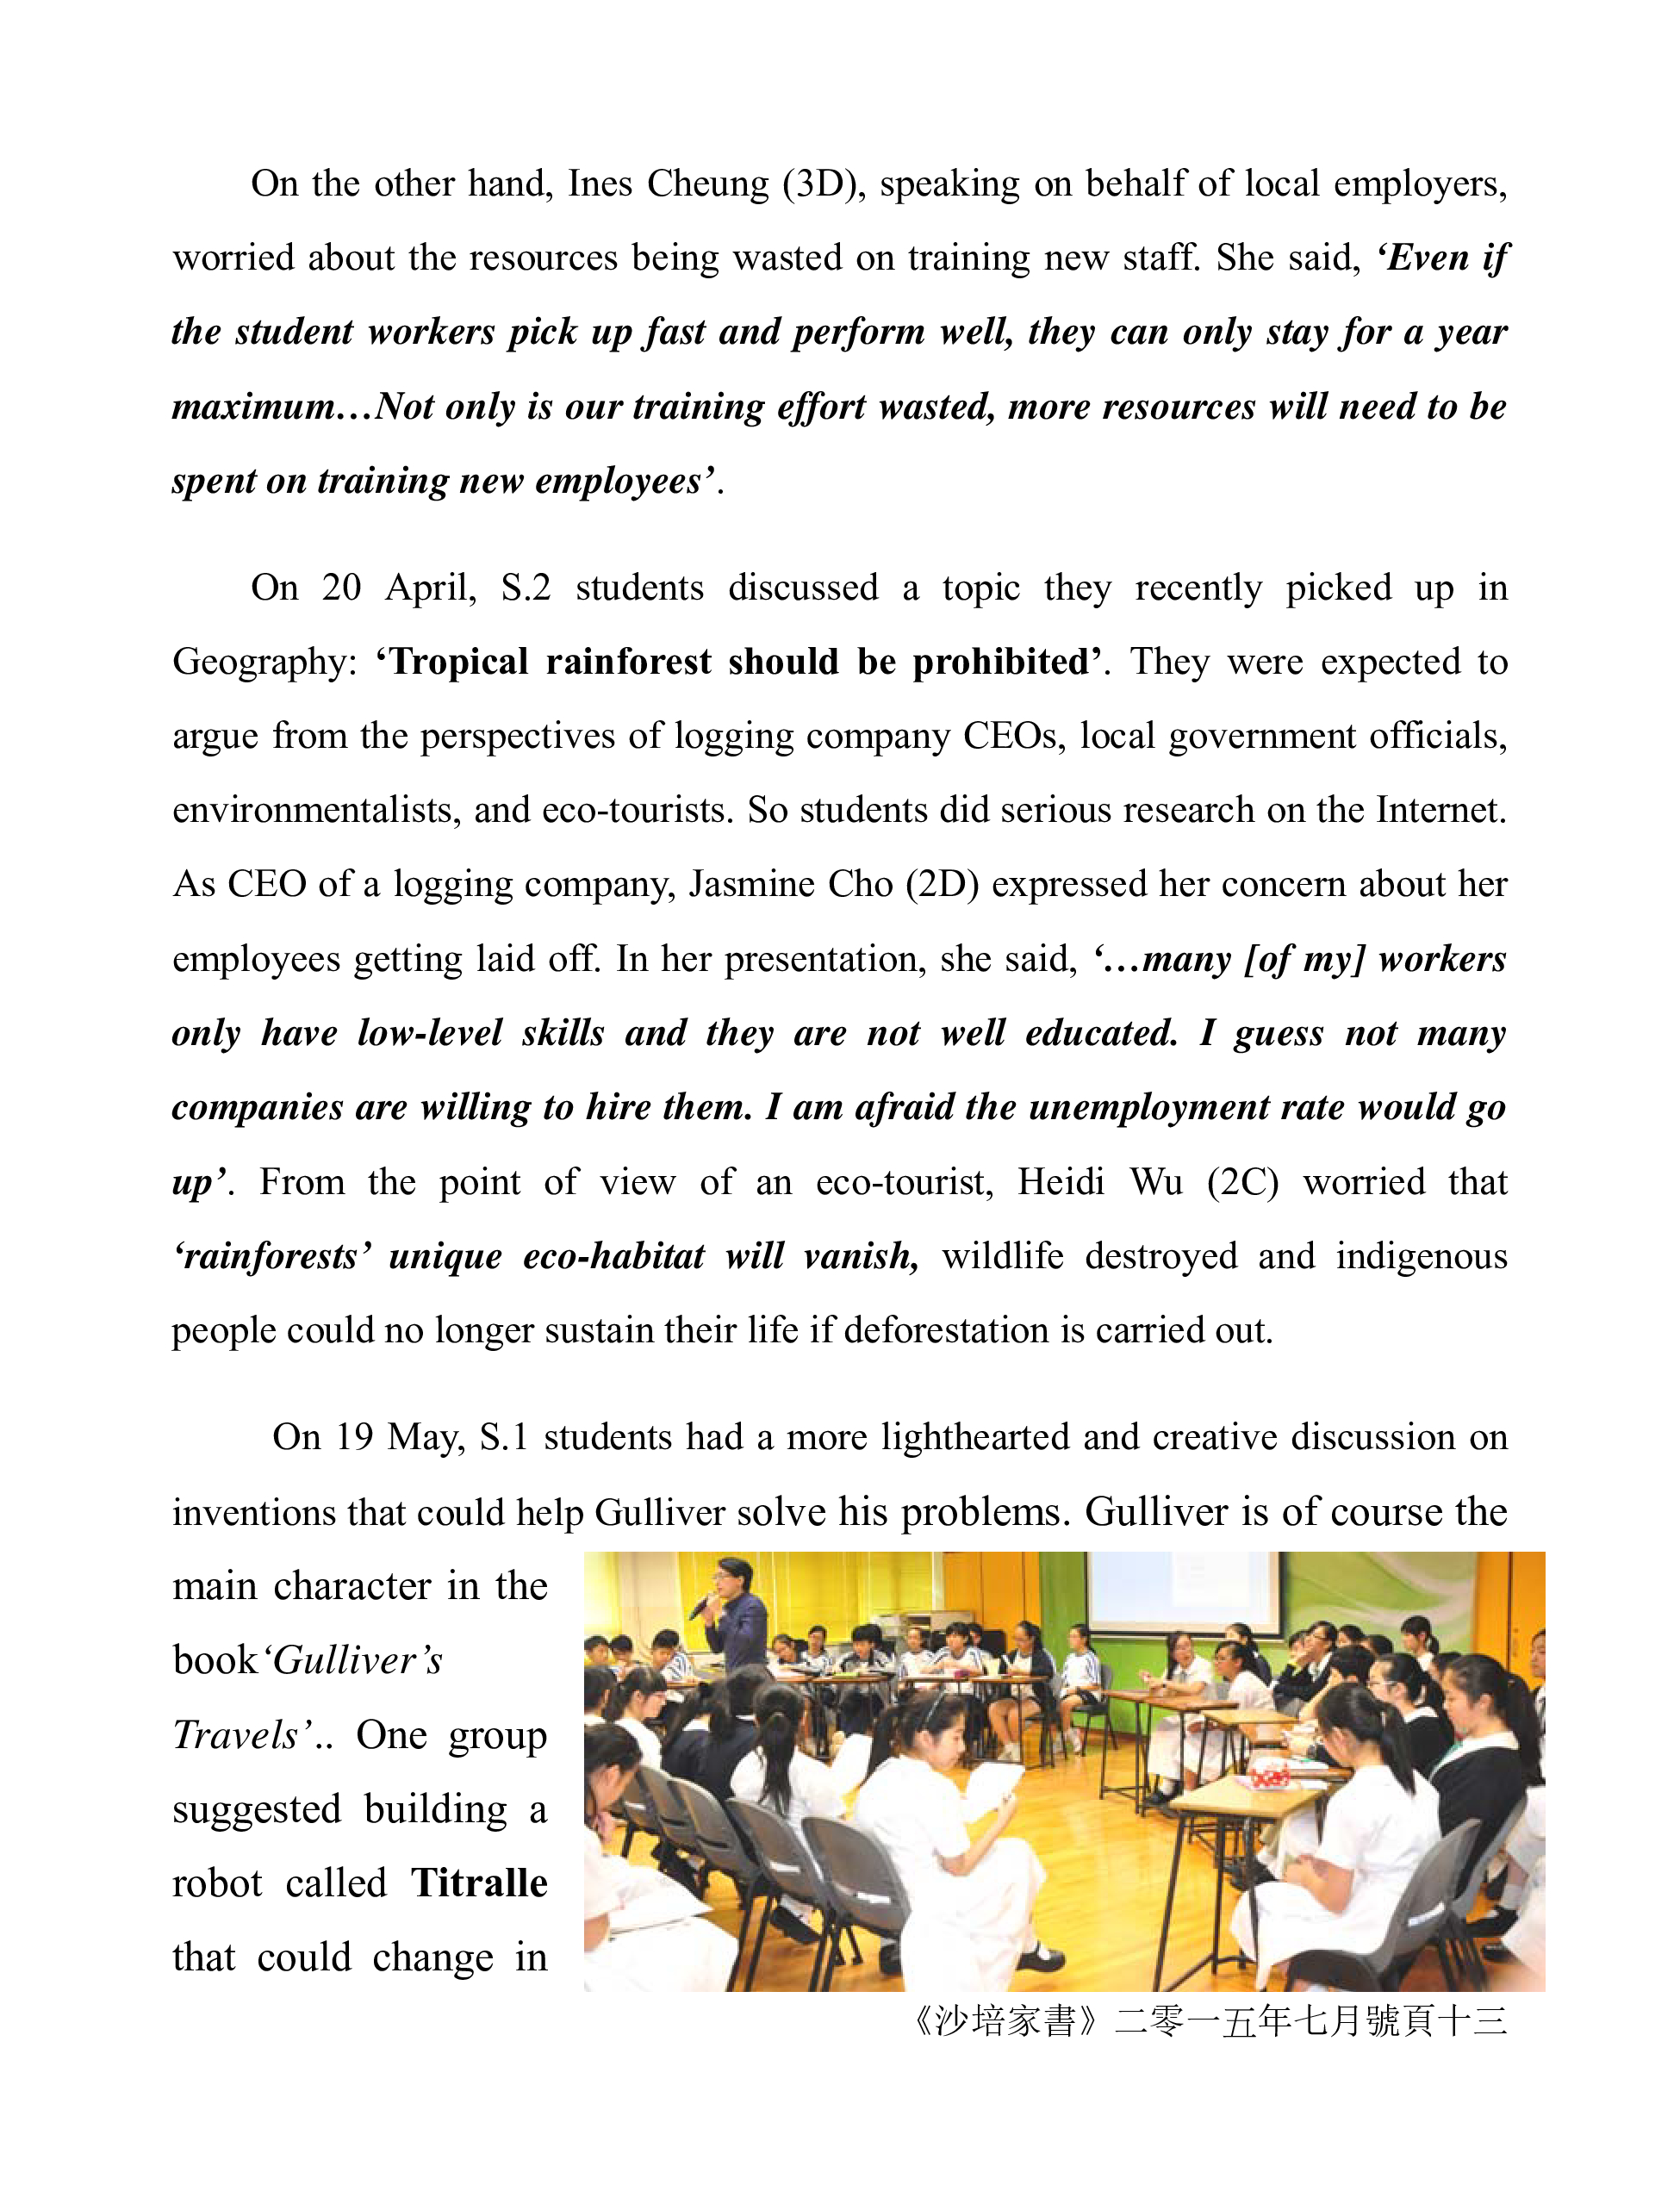 On the other hand, Ines Cheung (3D), speaking on behalf of local employers,
worried about the resources being wasted on training new staff. She said, ‘Even if
the student workers pick up fast and perform well, they can only stay for a year
maximum…Not only is our training effort wasted, more resources will need to be
spent on training new employees’.
On 20 April, S.2 students discussed a topic they recently picked up in
Geography: ‘Tropical rainforest should be prohibited’. They were expected to
argue from the perspectives of logging company CEOs, local government officials,
environmentalists, and eco-tourists. So students did serious research on the Internet.
As CEO of a logging company, Jasmine Cho (2D) expressed her concern about her
employees getting laid off. In her presentation, she said, ‘…many [of my] workers
only have low-level skills and they are not well educated. I guess not many
companies are willing to hire them. I am afraid the unemployment rate would go
up’. From the point of view of an eco-tourist, Heidi Wu (2C) worried that
‘rainforests’ unique eco-habitat will vanish, wildlife destroyed and indigenous
people could no longer sustain their life if deforestation is carried out.
On 19 May, S.1 students had a more lighthearted and creative discussion on
inventions that could help Gulliver solve his problems. Gulliver is of course the
main character in the
book‘Gulliver’s
Travels’.. One group
suggested building a
robot called Titralle
that could change in
《沙培家書》二零一五年七月號頁十三